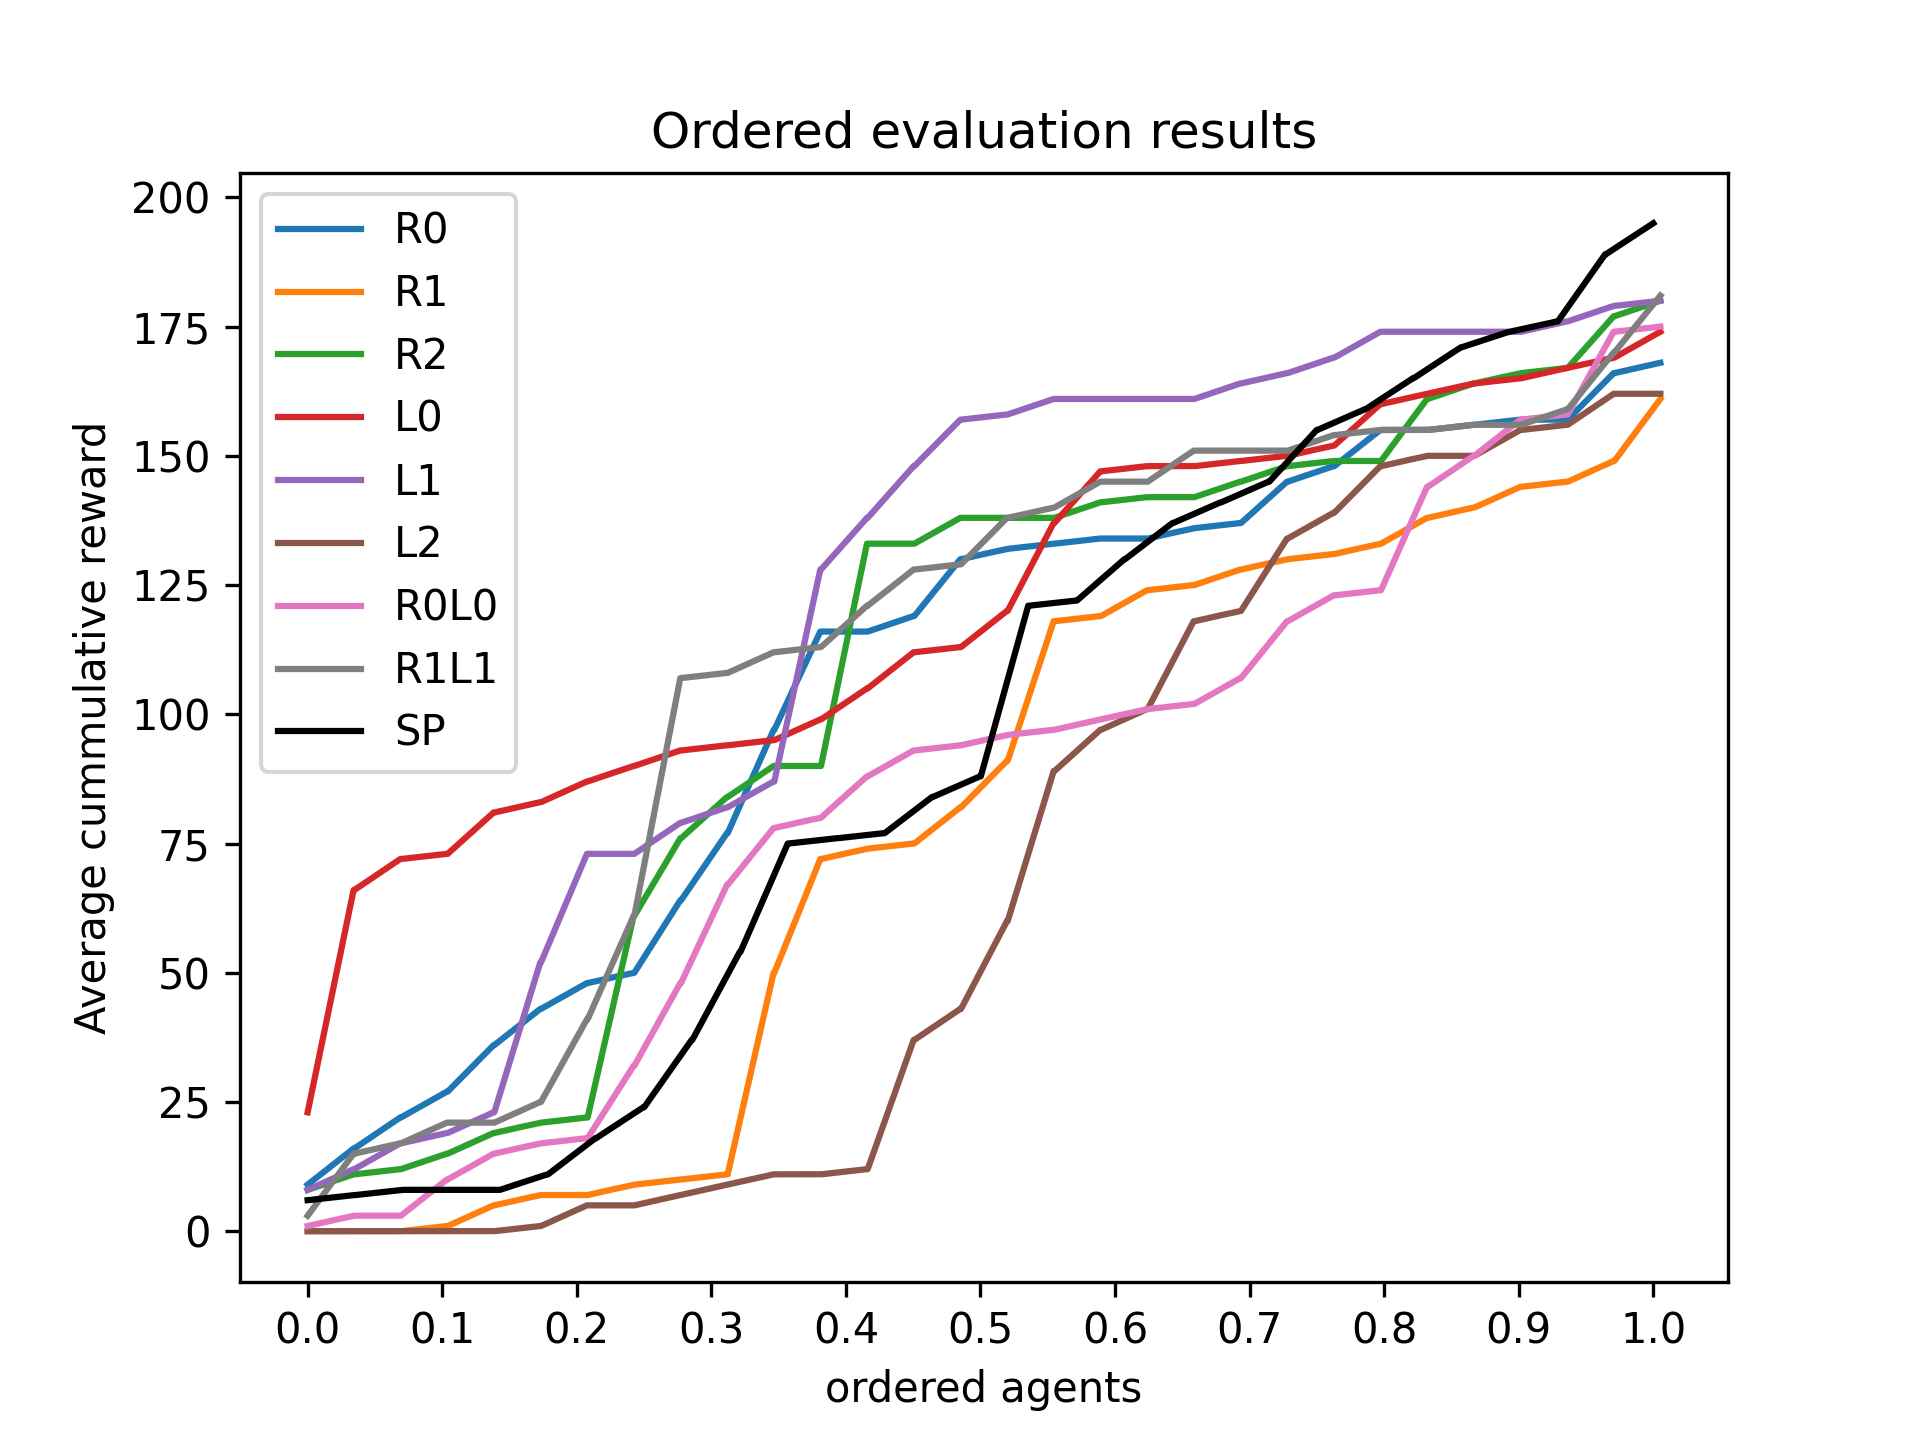 Ordered evaluation results
Average cummulative reward
200
175
150
125
100
75
50
25
0
R0
R1
R2
L0
L1
L2
R0L0
R1L1
SP
0.0 0.1 0.2 0.3 0.4 0.5 0.6 0.7 0.8 0.9 1.0
ordered agents